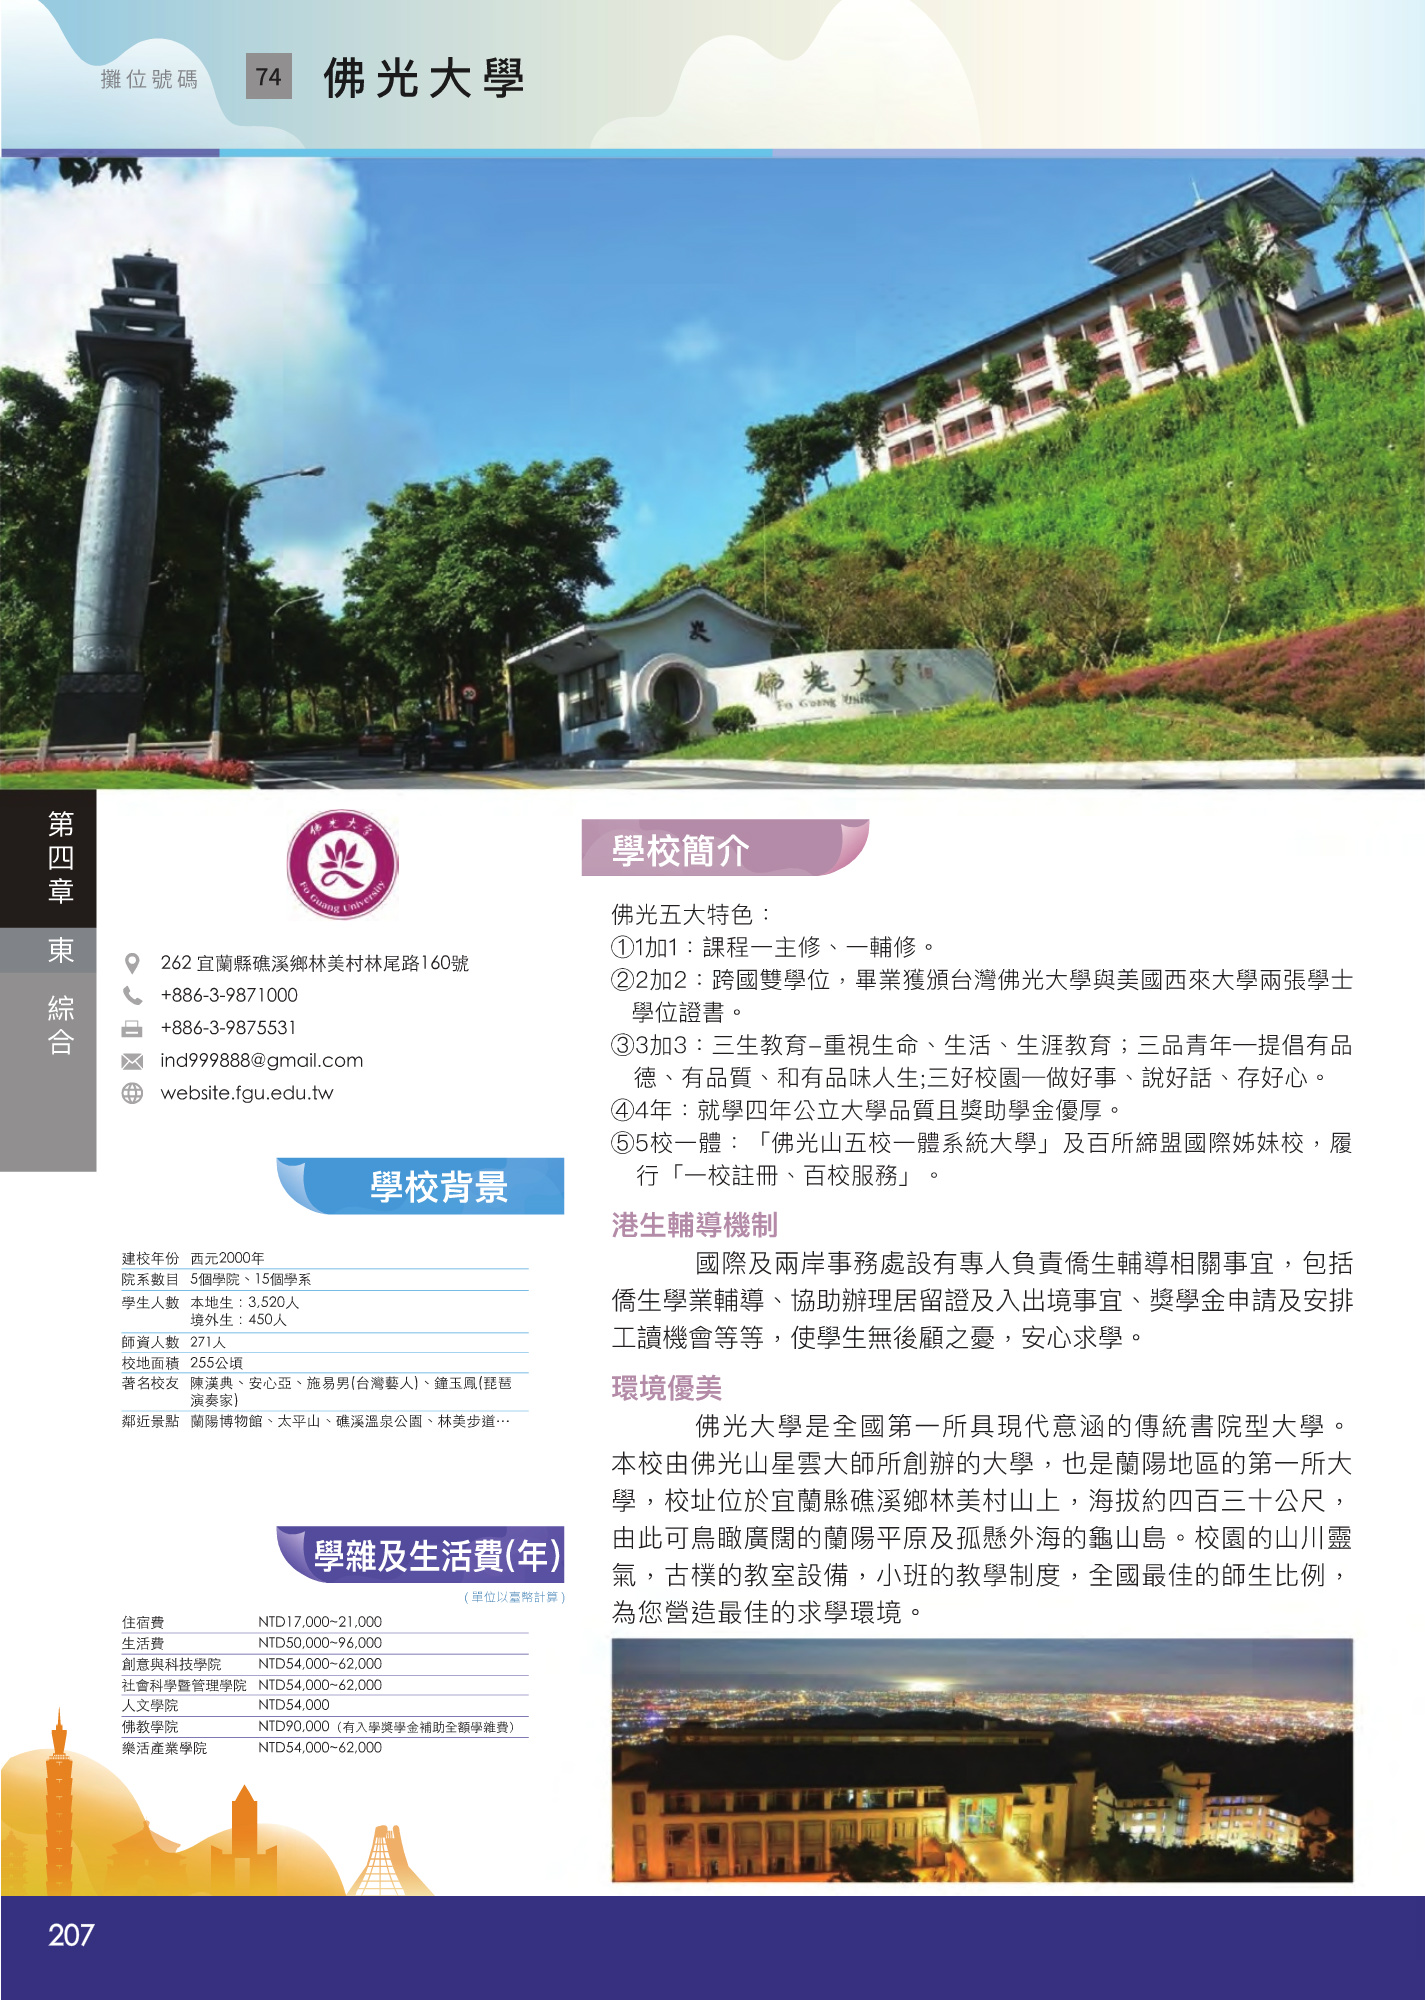 攤位號碼 74 佛光大學
佛光大學
Fo Guang University
第四章
東
綜合
佛光大學
Fo Guang University
262 宜蘭縣礁溪鄉林美村林尾路160號
+886-3-9871000
+886-3-9875531
ind999888@gmail.com
website.fgu.edu.tw
學校背景
建校年份 西元2000年
院系數目 5個學院、15個學系
學生人數 本地生：3,520人
境外生：450人
師資人數 271人
校地面積 255公頃
著名校友 陳漢典、安心亞、施易男(台灣藝人)、鐘玉鳳(琵琶
演奏家)
鄰近景點 蘭陽博物館、太平山、礁溪溫泉公園、林美步道…
學雜及生活費(年)
(單位以臺幣計算)
住宿費 NTD17,000~21,000
生活費 NTD50,000~96,000
創意與科技學院 NTD54,000~62,000
社會科學暨管理學院 NTD54,000~62,000
人文學院 NTD54,000
佛教學院 NTD90,000（有入學獎學金補助全額學雜費）
樂活產業學院 NTD54,000~62,000
學校簡介
佛光五大特色：
①1加1：課程一主修、一輔修。
②2加2：跨國雙學位，畢業獲頒台灣佛光大學與美國西來大學兩張學士
學位證書。
③3加3：三生教育–重視生命、生活、生涯教育；三品青年—提倡有品
德、有品質、和有品味人生;三好校園—做好事、說好話、存好心。
④4年：就學四年公立大學品質且獎助學金優厚。
⑤5校一體：「佛光山五校一體系統大學」及百所締盟國際姊妹校，履
行「一校註冊、百校服務」。
港生輔導機制
國際及兩岸事務處設有專人負責僑生輔導相關事宜，包括
僑生學業輔導、協助辦理居留證及入出境事宜、獎學金申請及安排
工讀機會等等，使學生無後顧之憂，安心求學。
環境優美
佛光大學是全國第一所具現代意涵的傳統書院型大學。
本校由佛光山星雲大師所創辦的大學，也是蘭陽地區的第一所大
學，校址位於宜蘭縣礁溪鄉林美村山上，海拔約四百三十公尺，
由此可鳥瞰廣闊的蘭陽平原及孤懸外海的龜山島。校園的山川靈
氣，古樸的教室設備，小班的教學制度，全國最佳的師生比例，
為您營造最佳的求學環境。
207